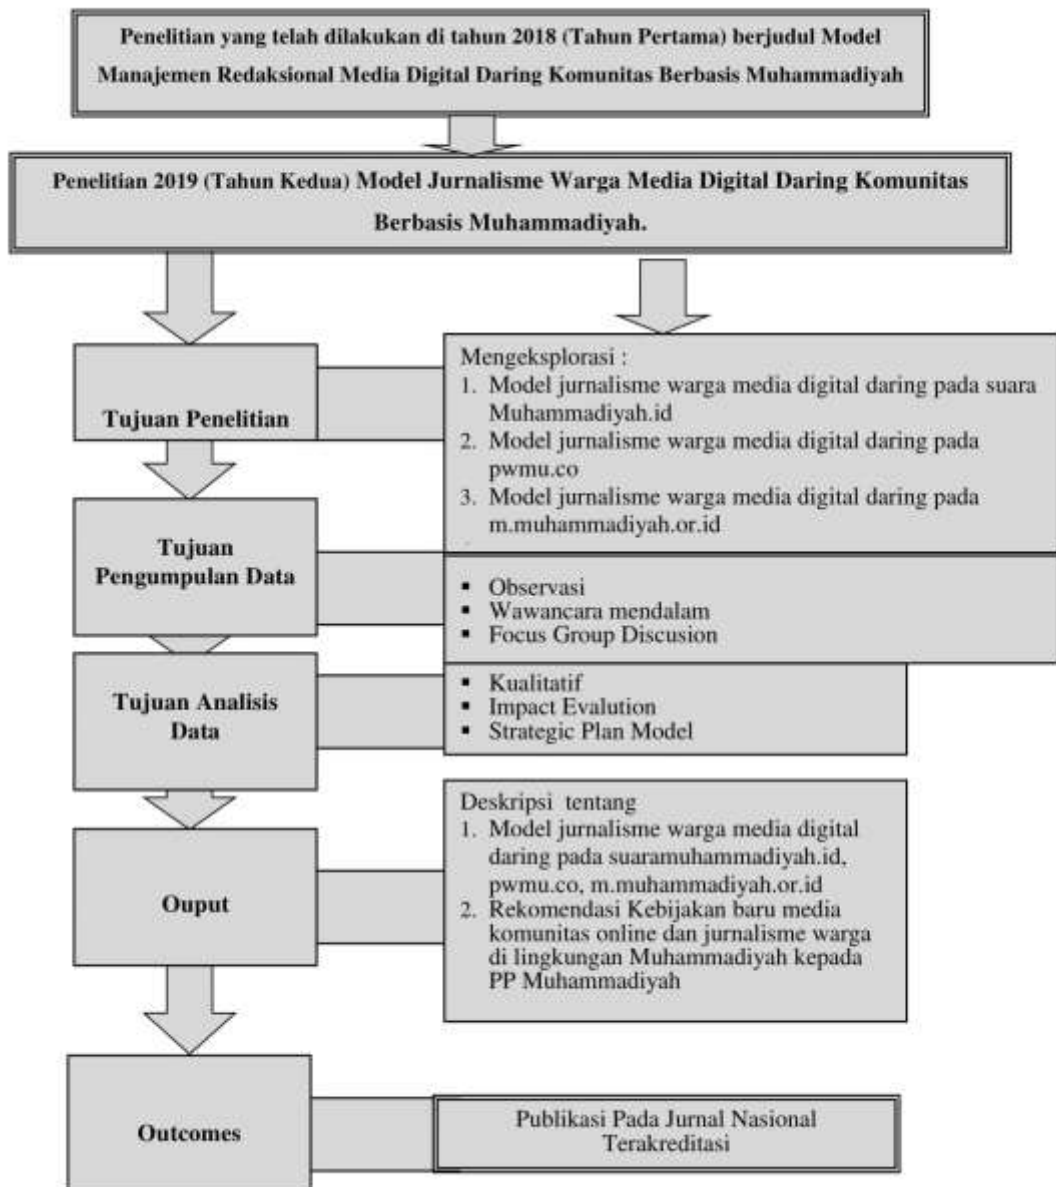 Penelitian yang telah dilakukan di tahun 2018 (Tahun Pertama) berjudul Model
Manajemen Redaksional Media Digital Daring Komunitas Berbasis Muhammadiyah
Penelitian 2019 (Tahun Kedua) Model Jurnalisme Warga Media Digital Daring Komunitas
Berbasis Muhammadiyah.
Tujuan Penelitian
Mengeksplorasi :
1. Model jurnalisme warga media digital daring pada suara
Muhammadiyah.id
2. Model jurnalisme warga media digital daring pada
pwmu.co
3. Model jurnalisme warga media digital daring pada
m.muhammadiyah.or.id
Tujuan
Pengumpulan Data
▪ Observasi
▪ Wawancara mendalam
▪ Focus Group Discusion
Tujuan Analisis
Data
▪ Kualitatif
▪ Impact Evalution
▪ Strategic Plan Model
Ouput
Deskripsi tentang
1. Model jurnalisme warga media digital
daring pada suaramuhammadiyah.id,
pwmu.co, m.muhammadiyah.or.id
2. Rekomendasi Kebijakan baru media
komunitas online dan jurnalisme warga
di lingkungan Muhammadiyah kepada
PP Muhammadiyah
Outcomes
Publikasi Pada Jurnal Nasional
Terakreditasi